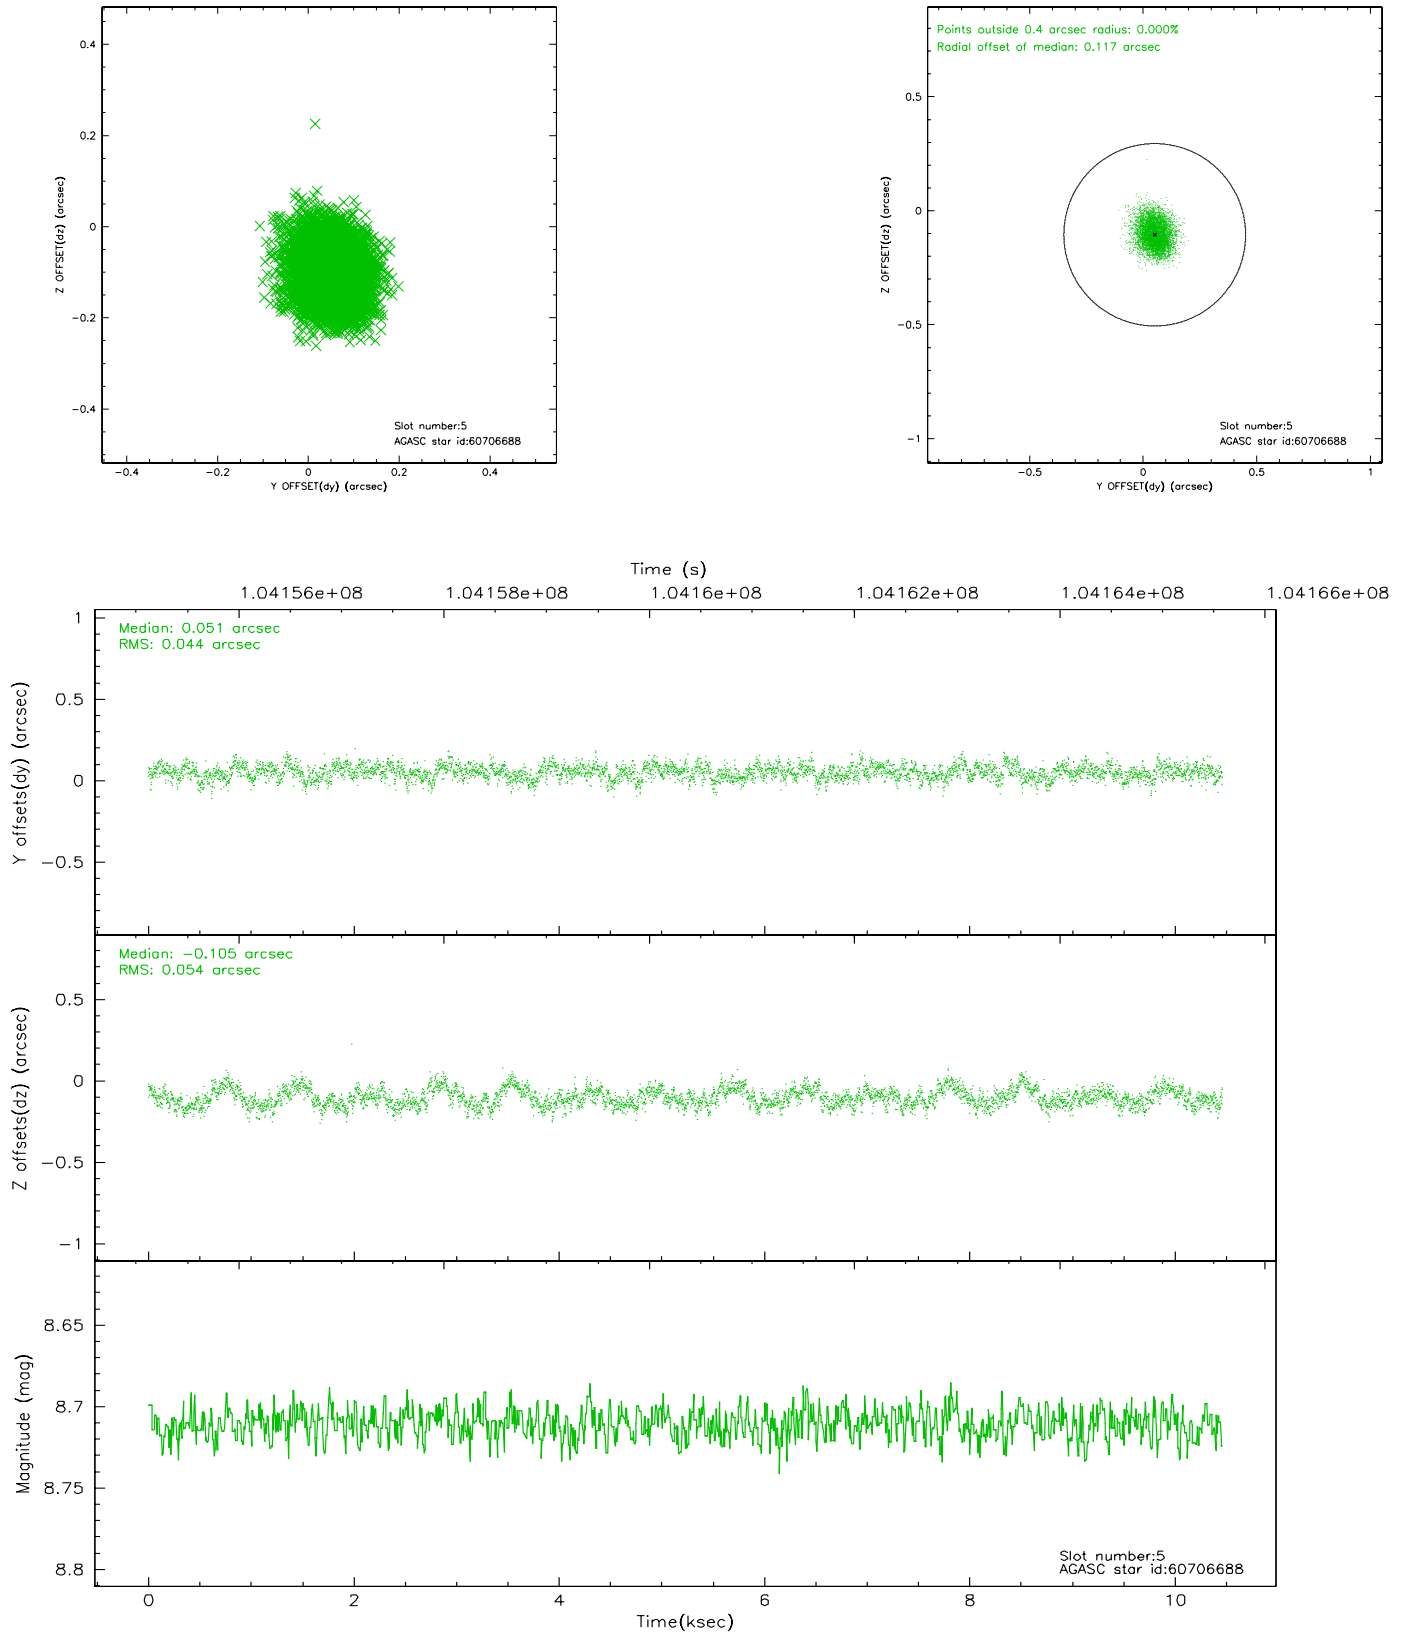 0.4
0.2
0
−0.2
−0.4
Z OFFSET(dz) (arcsec)
Slot number:5
AGASC star id:60706688
−0.4 −0.2 0 0.2 0.4
Y OFFSET(dy) (arcsec)
Points outside 0.4 arcsec radius: 0.000%
Radial offset of median: 0.117 arcsec
0.5
0
−0.5
−1
Z OFFSET(dz) (arcsec)
Slot number:5
AGASC star id:60706688
−0.5 0 0.5 1
Y OFFSET(dy) (arcsec)
Time (s)
1.04156e+08 1.04158e+08 1.0416e+08 1.04162e+08 1.04164e+08 1.04166e+08
Median: 0.051 arcsec
RMS: 0.044 arcsec
1
0.5
0
−0.5
Y offsets(dy) (arcsec)
Median: −0.105 arcsec
RMS: 0.054 arcsec
0.5
0
−0.5
−1
Z offsets(dz) (arcsec)
8.65
8.7
8.75
8.8
Magnitude (mag)
Slot number:5
AGASC star id:60706688
0 2 4 6 8 10
Time(ksec)